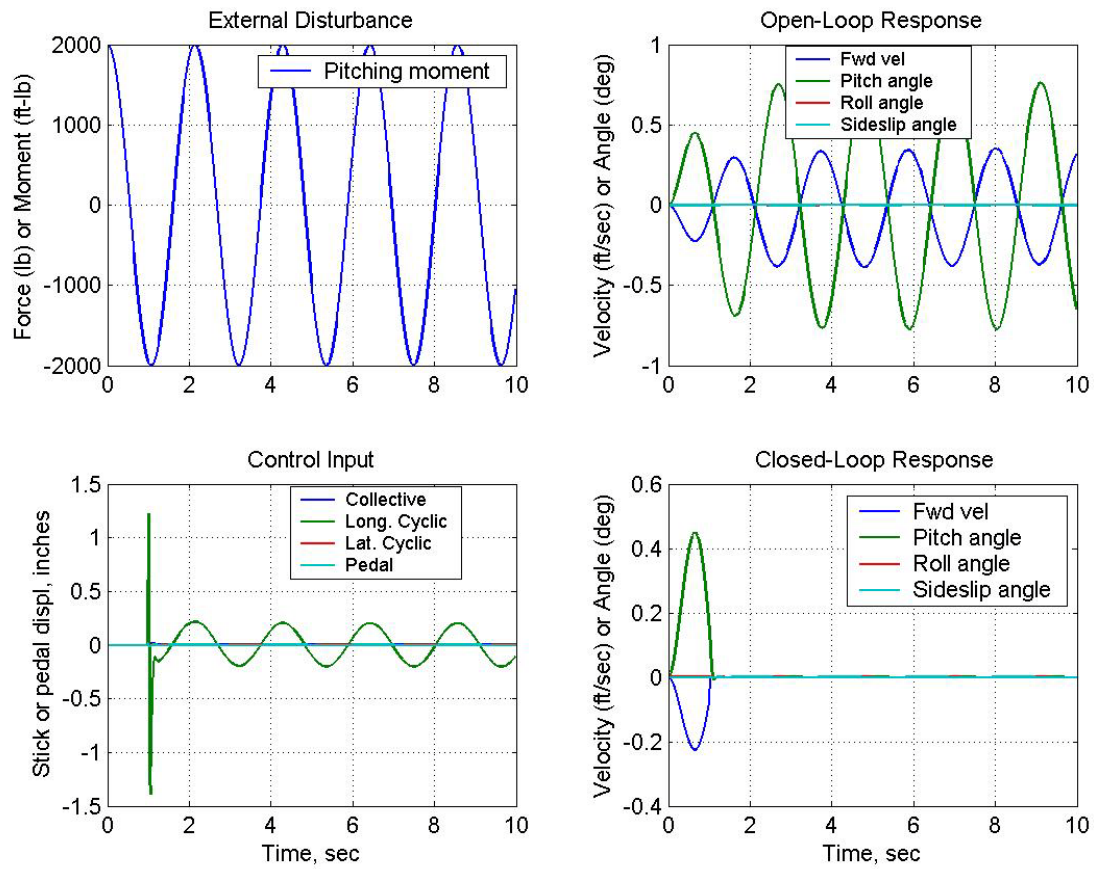 External Disturbance
Force (lb) or Moment (ft-lb)
2000
1000
0
-1000
-2000
0 2 4 6 8 10
Pitching moment
Open-Loop Response
Velocity (ft/sec) or Angle (deg)
1
0.5
0
-0.5
-1
0 2 4 6 8 10
Fwd vel
Pitch angle
Roll angle
Sideslip angle
Control Input
Stick or pedal displ, inches
1.5
1
0.5
0
-0.5
-1
-1.5
0 2 4 6 8 10
Time, sec
Collective
Long. Cyclic
Lat. Cyclic
Pedal
Closed-Loop Response
Velocity (ft/sec) or Angle (deg)
0.6
0.4
0.2
0
-0.2
-0.4
0 2 4 6 8 10
Time, sec
Fwd vel
Pitch angle
Roll angle
Sideslip angle